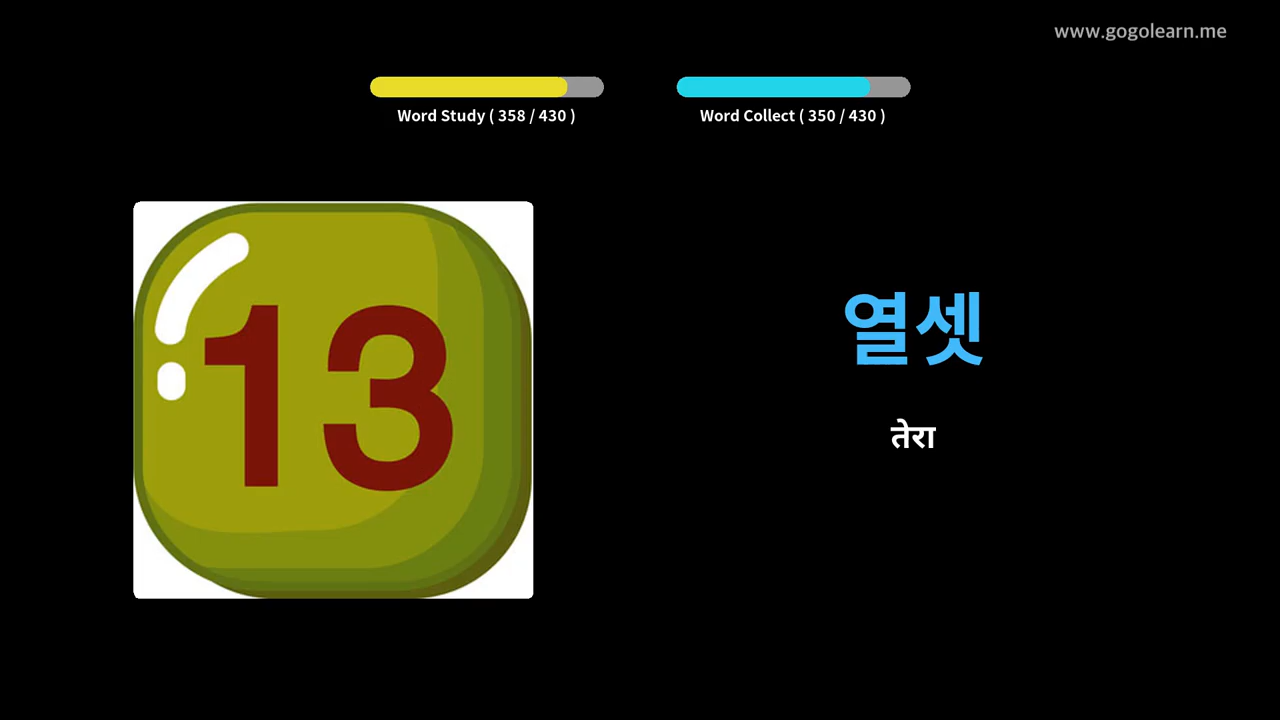 www.gogolearn.me
Word Study ( 358 / 430 )
Word Collect ( 350 / 430 )
13
열셋
तेरा